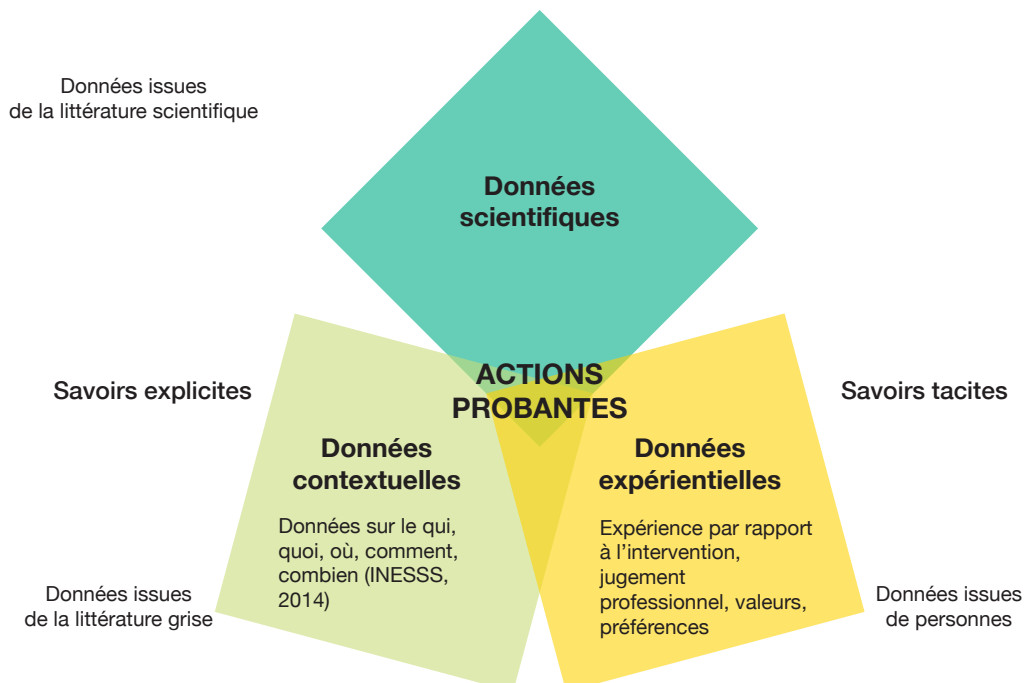 Données issues
de la littérature scientifique
Données
scientifiques
Savoirs explicites
ACTIONS
PROBANTES
Savoirs tacites
Données
contextuelles
Données sur le qui,
quoi, où, comment,
combien (INESSS,
2014)
Données
expérientielles
Expérience par rapport
à l’intervention,
jugement
professionnel, valeurs,
préférences
Données issues
de la littérature grise
Données issues
de personnes